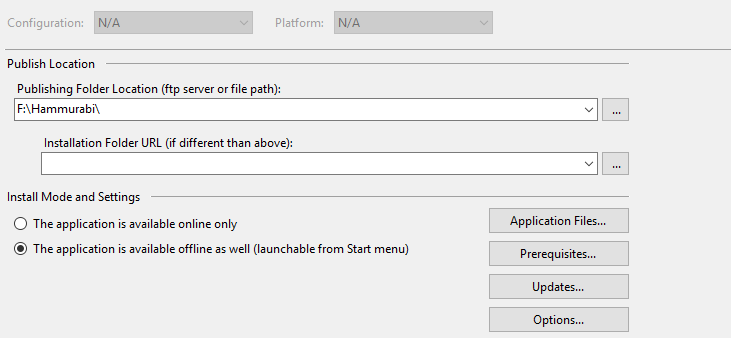 Configuration: N/A Platform: N/A
Publish Location
Publishing Folder Location (ftp server or file path):
F:\Hammurabi\ ...
Installation Folder URL (if different than above):
...
Install Mode and Settings
The application is available online only Application Files...
The application is available offline as well (launchable from Start menu) Prerequisites...
Updates...
Options...